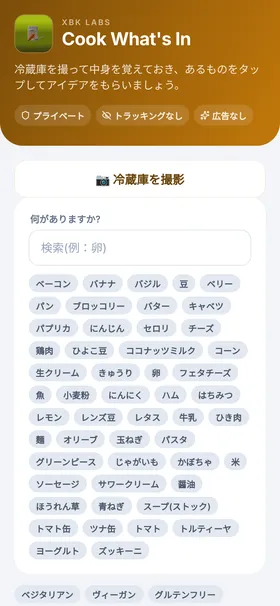 XBK LABS
Cook What's In
冷蔵庫を撮って中身を覚えておき、あるものをタッ
プしてアイデアをもらいましょう。
プライベート トラッキングなし 広告なし
📷 冷蔵庫を撮影
何がありますか?
検索(例：卵)
ベーコン バナナ バジル 豆 ベリー
パン ブロッコリー バター キャベツ
パプリカ にんじん セロリ チーズ
鶏肉 ひよこ豆 ココナッツミルク コーン
生クリーム きゅうり 卵 フェタチーズ
魚 小麦粉 にんにく ハム はちみつ
レモン レンズ豆 レタス 牛乳 ひき肉
麺 オリーブ 玉ねぎ パスタ
グリーンピース じゃがいも かぼちゃ 米
ソーセージ サワークリーム 醤油
ほうれん草 青ねぎ スープ(ストック)
トマト缶 ツナ缶 トマト トルティーヤ
ヨーグルト ズッキーニ
ベジタリアン ヴィーガン グルテンフリー